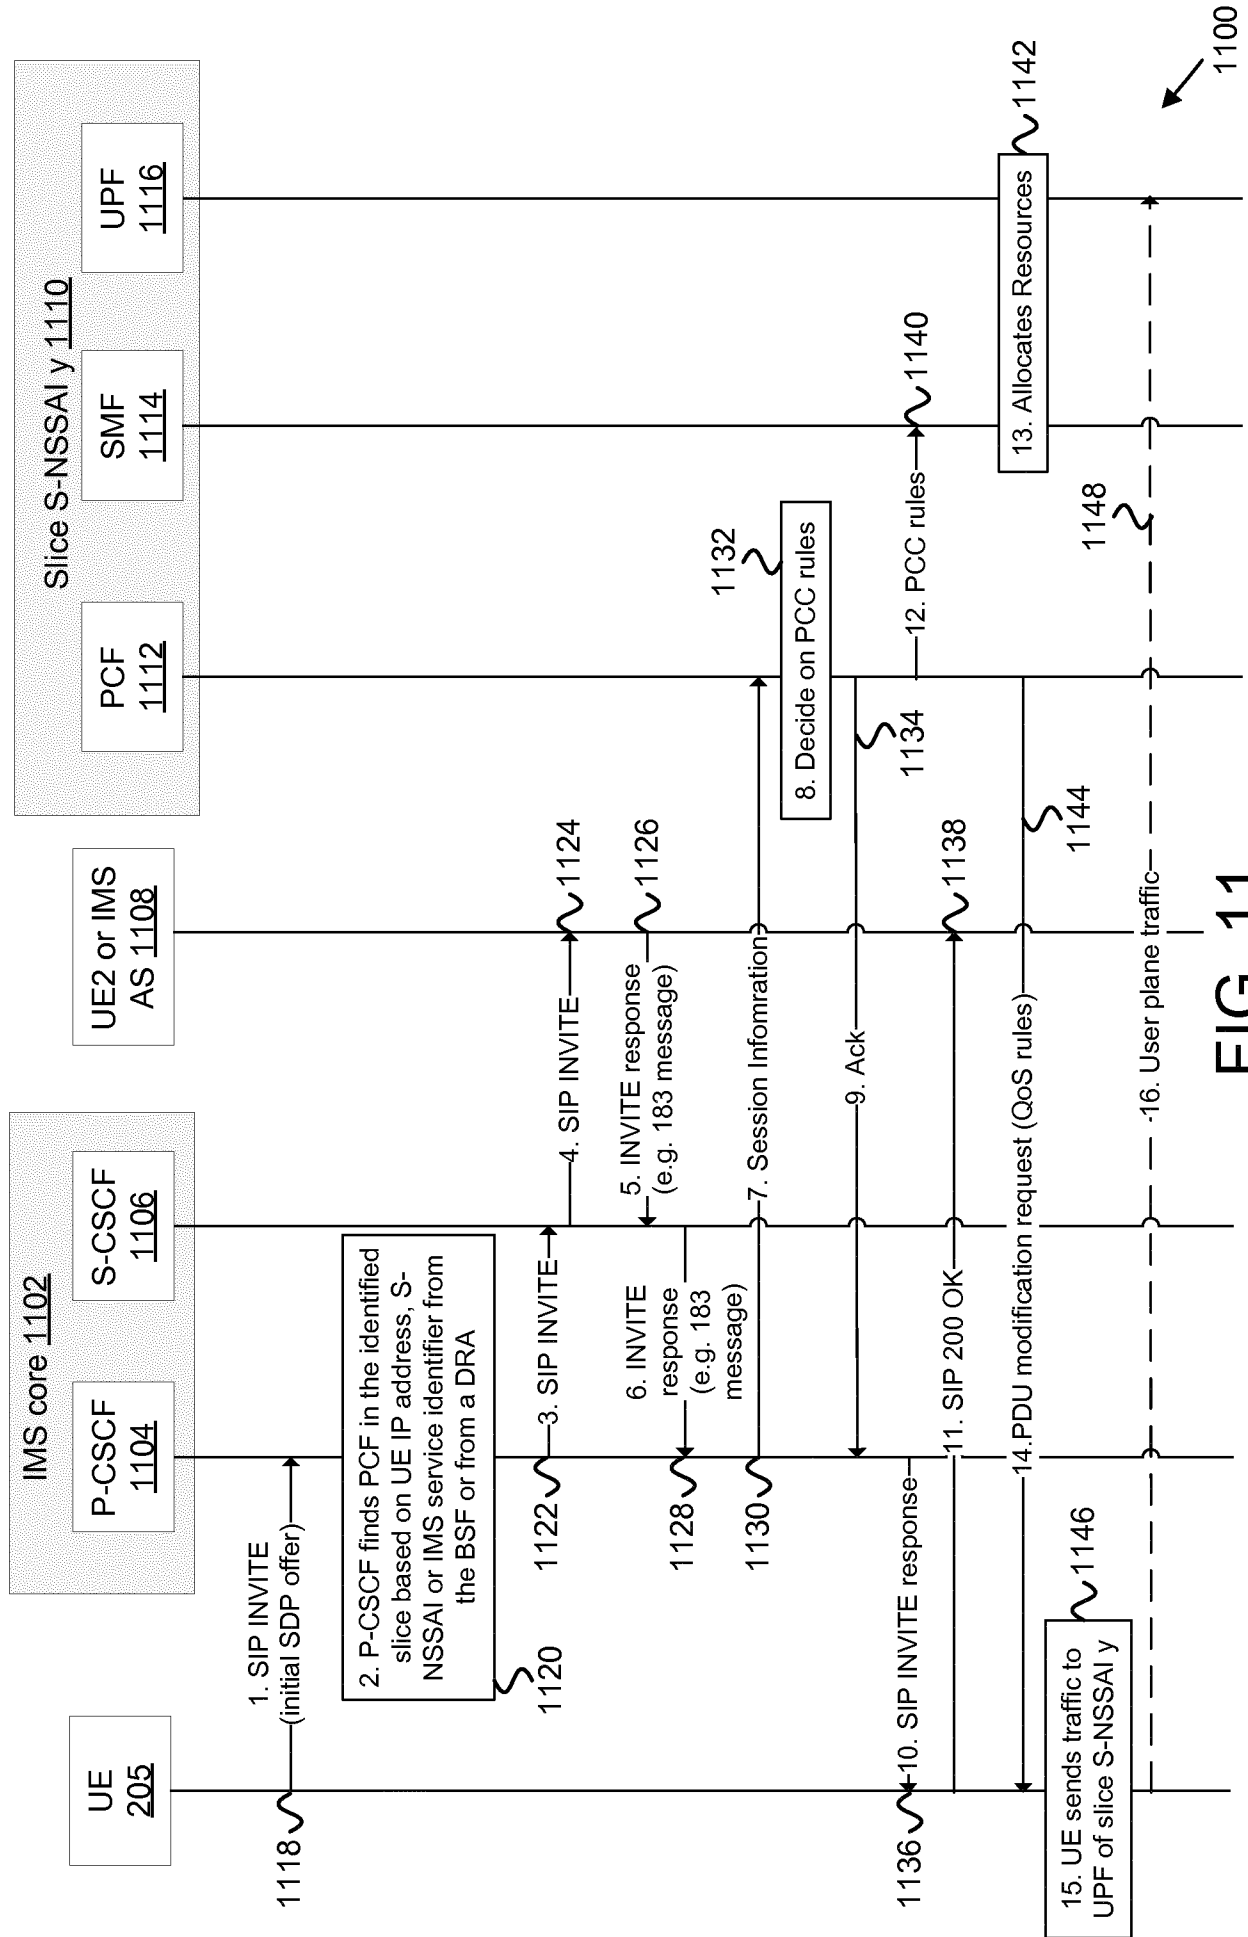 IMS core 1102
Slice S-NSSAI y 1110
UE
205
P-CSCF
1104
S-CSCF
1106
UE2 or IMS
AS 1108
PCF
1112
SMF
1114
UPF
1116
1. SIP INVITE
(initial SDP offer)
1118
2. P-CSCF finds PCF in the identified
slice based on UE IP address, S-
NSSAI or IMS service identifier from
the BSF or from a DRA
1120
3. SIP INVITE
1122
4. SIP INVITE
1124
5. INVITE response
(e.g. 183 message)
1126
6. INVITE
response
(e.g. 183
message)
1128
7. Session Infomration
1130
8. Decide on PCC rules
1132
9. Ack
1134
10. SIP INVITE response
1136
12. PCC rules
1140
11. SIP 200 OK
1138
13. Allocates Resources
1142
14.PDU modification request (QoS rules)
1144
15. UE sends traffic to
UPF of slice S-NSSAI y
1146
16. User plane traffic
1148
1100
FIG. 11